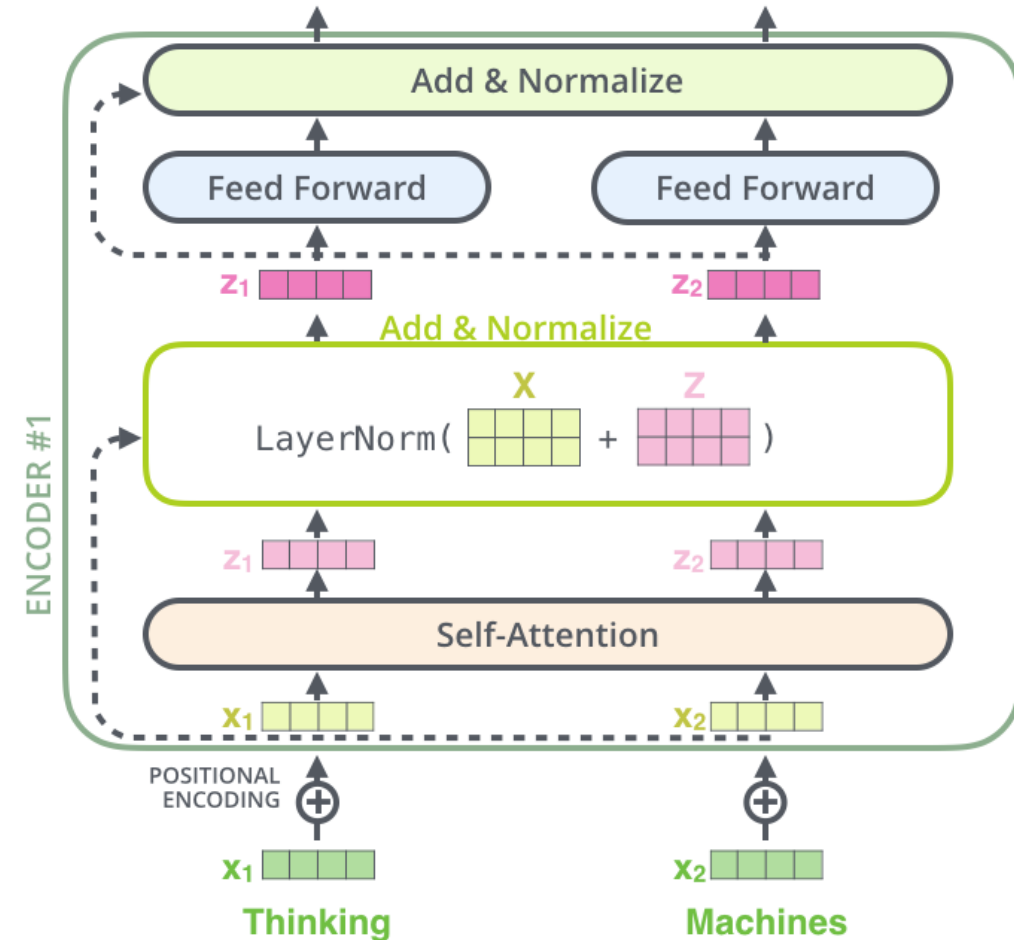 Add & Normalize
Feed Forward
Feed Forward
z1
z2
Add & Normalize
X
Z
LayerNorm(
+
)
ENCODER #1
z1
z2
Self-Attention
x1
x2
POSITIONAL
ENCODING
x1
x2
Thinking
Machines